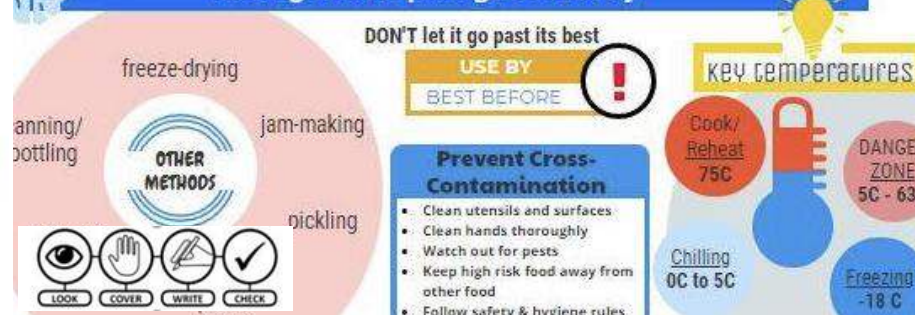 DON'T let it go past its best
USE BY
BEST BEFORE
!
freeze-drying
anning/
bottling
jam-making
OTHER
METHODS
pickling
LOOK
COVER
WRITE
CHECK
Prevent Cross-
Contamination
• Clean utensils and surfaces
• Clean hands thoroughly
• Watch out for pests
• Keep high risk food away from
other food
• Follow safety & hygiene rules
Key Temperatures
Cook/
Reheat
75C
DANGE
ZONE
5C - 63
Chilling
0C to 5C
Freezing
-18 C